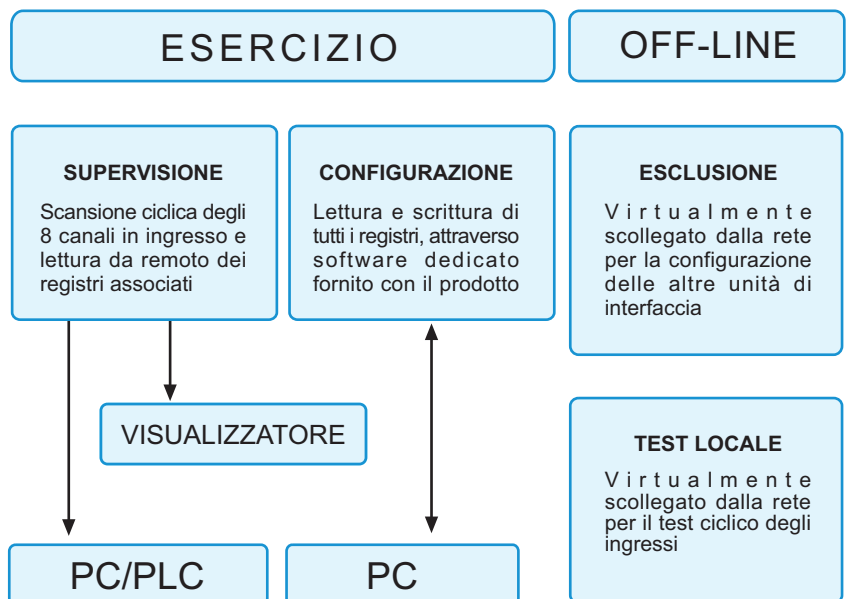 ESERCIZIO
OFF-LINE
SUPERVISIONE
Scansione ciclica degli
8 canali in ingresso e
lettura da remoto dei
registri associati
CONFIGURAZIONE
Lettura e scrittura di
tutti i registri, attraverso
software dedicato
fornito con il prodotto
ESCLUSIONE
Virtualmente
scollegato dalla rete
per la configurazione
delle altre unità di
interfaccia
VISUALIZZATORE
TEST LOCALE
Virtualmente
scollegato dalla rete
per il test ciclico degli
ingressi
PC/PLC
PC